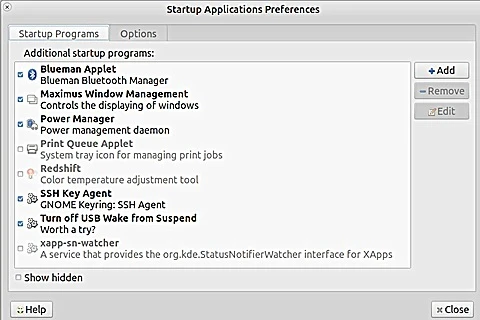 Startup Applications Preferences
Startup Programs
Options
Additional startup programs:
Blueman Applet
Blueman Bluetooth Manager
Maximus Window Management
Controls the displaying of windows
Power Manager
Power management daemon
Print Queue Applet
System tray icon for managing print jobs
Redshift
Color temperature adjustment tool
SSH Key Agent
GNOME Keyring: SSH Agent
Turn off USB Wake from Suspend
Worth a try?
xapp-sn-watcher
A service that provides the org.kde.StatusNotifierWatcher interface for XApps
Add
Remove
Edit
Show hidden
Help
Close